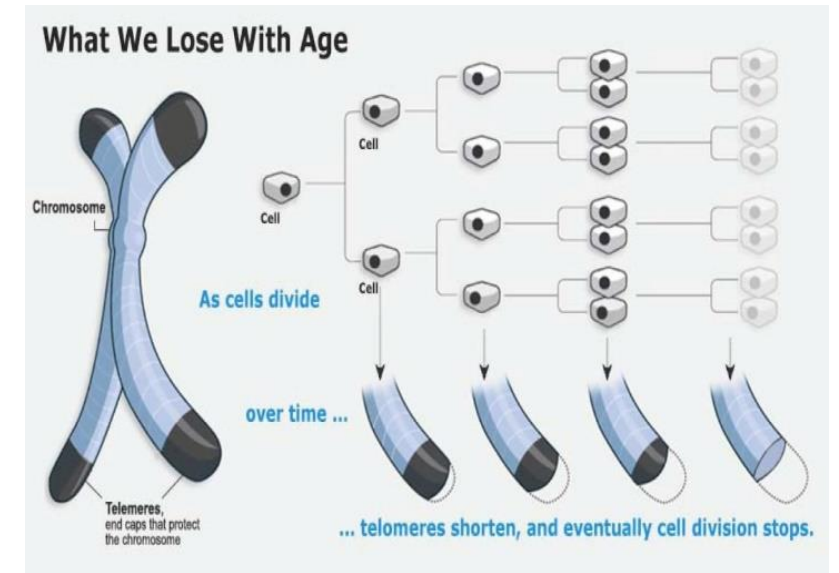 What We Lose With Age
Chromosome
Cell
Cell
Cell
As cells divide
over time ...
Telemeres,
end caps that protect
the chromosome
... telomeres shorten, and eventually cell division stops.